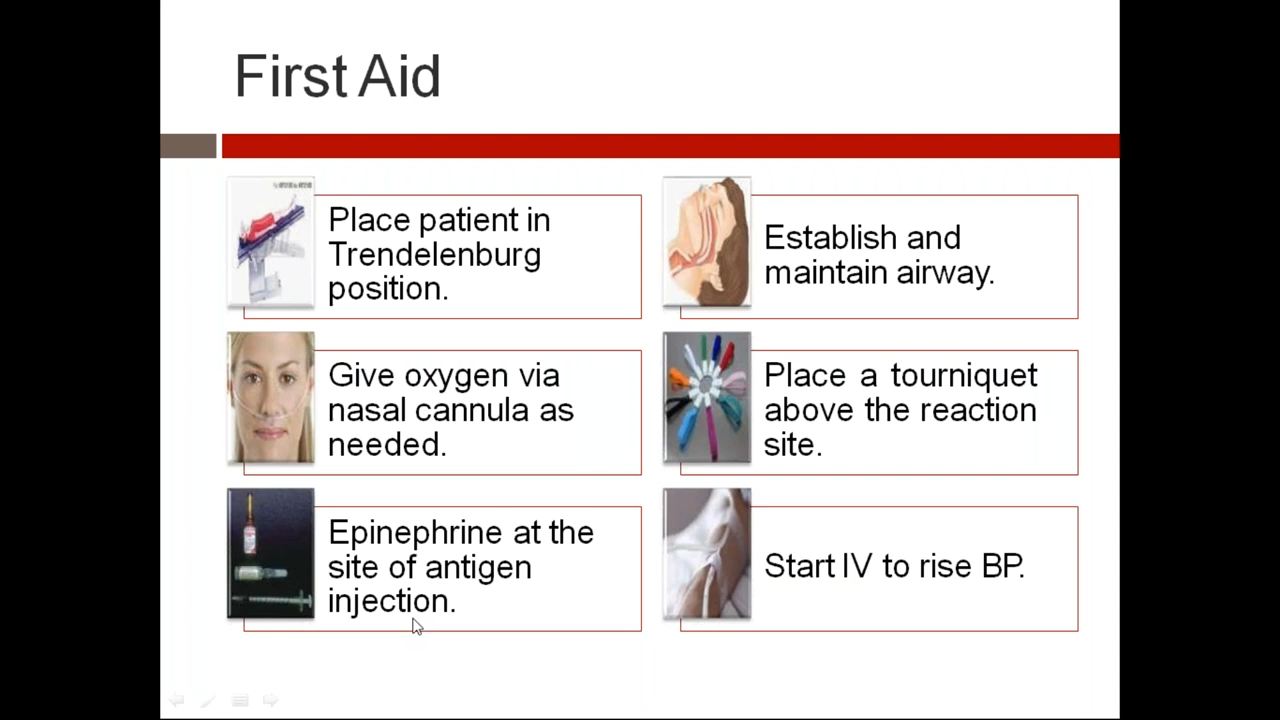 First Aid
Place patient in
Trendelenburg
position.
Establish and
maintain airway.
Give oxygen via
nasal cannula as
needed.
Place a tourniquet
above the reaction
site.
Epinephrine at the
site of antigen
injection.
Start IV to rise BP.